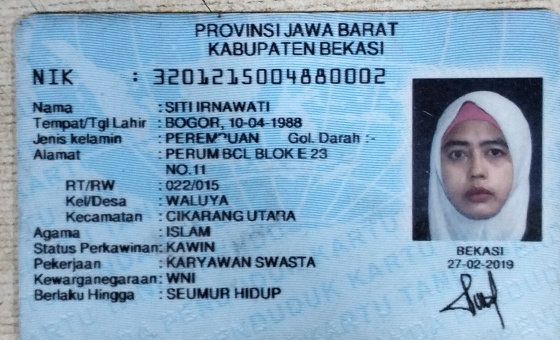 PROVINSI JAWA BARAT
KABUPATEN BEKASI
NIK : 3201215004880002
Nama : SITI IRNAWATI
Tempat/Tgl Lahir : BOGOR, 10-04-1988
Jenis kelamin : PEREMPUAN Gol. Darah :-
Alamat : PERUM BCL BLOK E 23
NO.11
RT/RW : 022/015
Kel/Desa : WALUYA
Kecamatan : CIKARANG UTARA
Agama : ISLAM
Status Perkawinan: KAWIN
Pekerjaan : KARYAWAN SWASTA
Kewarganegaraan: WNI
Berlaku Hingga : SEUMUR HIDUP
BEKASI
27-02-2019